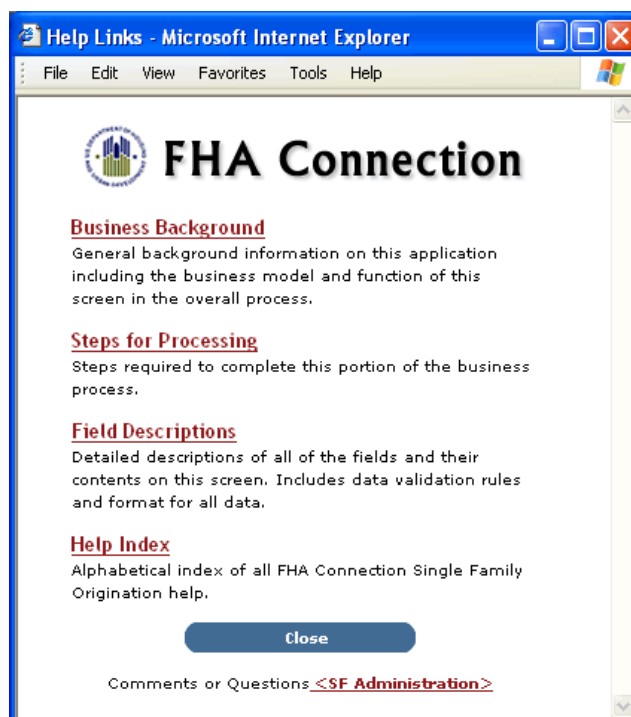 Help Links - Microsoft Internet Explorer
File Edit View Favorites Tools Help
FHA Connection
Business Background
General background information on this application
including the business model and function of this
screen in the overall process.
Steps for Processing
Steps required to complete this portion of the business
process.
Field Descriptions
Detailed descriptions of all of the fields and their
contents on this screen. Includes data validation rules
and format for all data.
Help Index
Alphabetical index of all FHA Connection Single Family
Origination help.
Close
Comments or Questions <SF Administration>